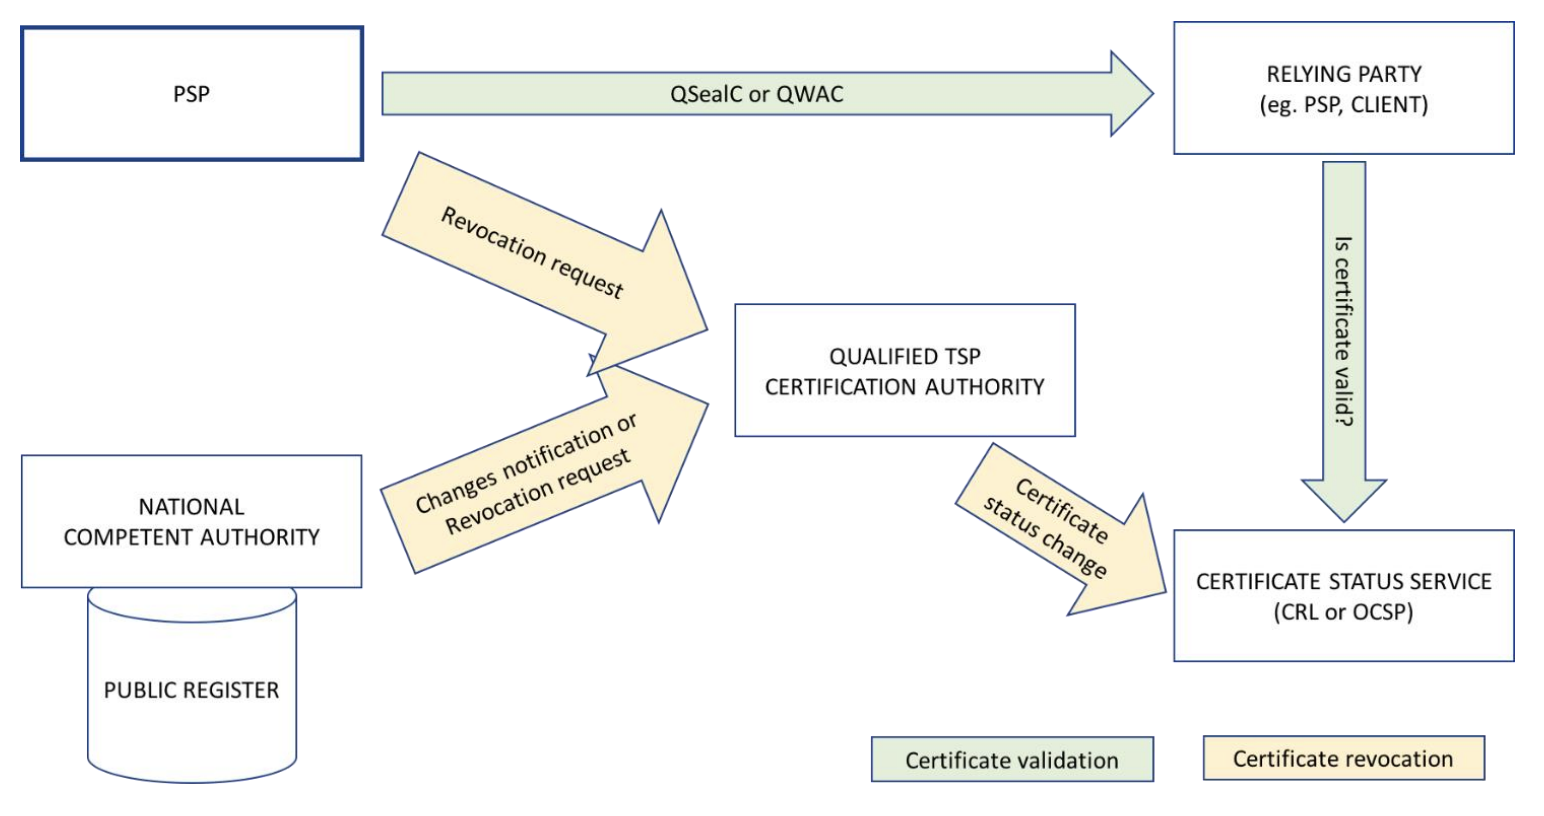 PSP
QSealC or QWAC
RELYING PARTY
(eg. PSP, CLIENT)
Revocation request
Is certificate valid?
QUALIFIED TSP
CERTIFICATION AUTHORITY
Changes notification or
Revocation request
NATIONAL
COMPETENT AUTHORITY
Certificate
status change
CERTIFICATE STATUS SERVICE
(CRL or OCSP)
PUBLIC REGISTER
Certificate validation
Certificate revocation